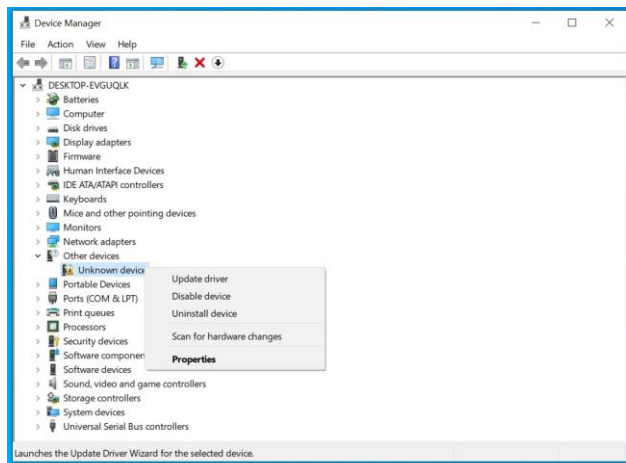 Device Manager
File Action View Help
DESKTOP-EVGUQLK
Batteries
Computer
Disk drives
Display adapters
Firmware
Human Interface Devices
IDE ATA/ATAPI controllers
Keyboards
Mice and other pointing devices
Monitors
Network adapters
Other devices
Unknown device
Update driver
Disable device
Uninstall device
Scan for hardware changes
Properties
Portable Devices
Ports (COM & LPT)
Print queues
Processors
Security devices
Software componen
Software devices
Sound, video and game controllers
Storage controllers
System devices
Universal Serial Bus controllers
Launches the Update Driver Wizard for the selected device.